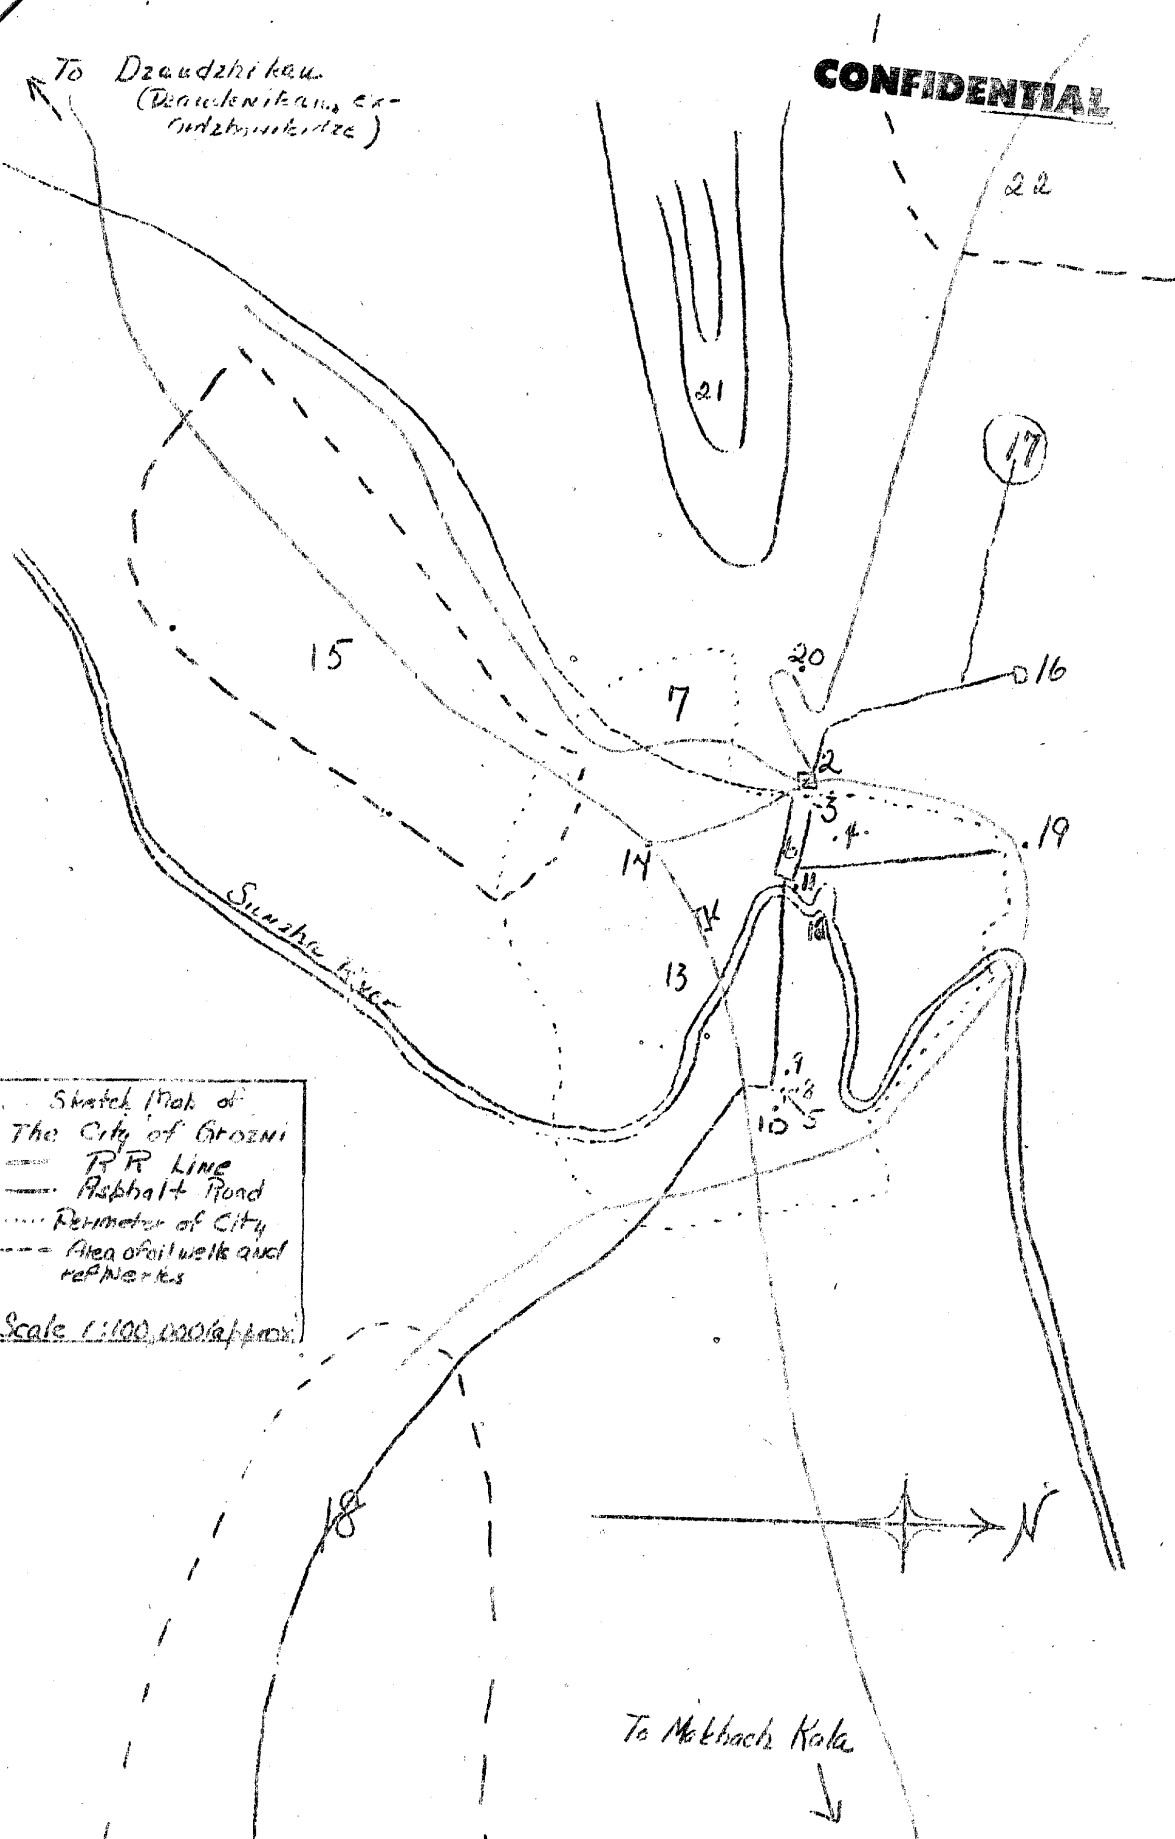 To Dzaudzhikau
CONFIDENTIAL
22
21
17
15
7
20
16
2
3
4
19
14
6
11
Sunzha River
13
9
8
10 5
Sketch Map of
The City of Grozni
RR Line
Asphalt Road
Perimeter of City
Area of oil wells and
refineries
Scale 1:100,000 (approx)
18
N
To Makhach Kala